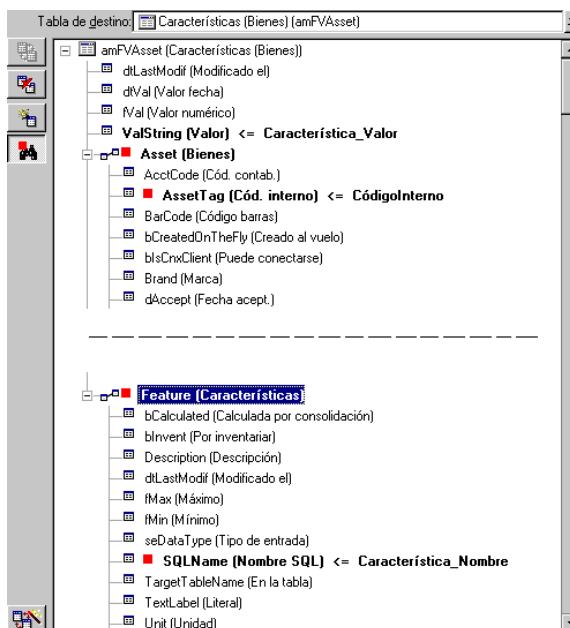 Tabla de destino: Características (Bienes) (amFVAsset)
amFVAsset (Características (Bienes))
dtLastModif (Modificado el)
dtVal (Valor fecha)
fVal (Valor numérico)
ValString (Valor) <= Característica_Valor
Asset (Bienes)
AcctCode (Cód. contab.)
AssetTag (Cód. interno) <= CódigoInterno
BarCode (Código barras)
bCreatedOnTheFly (Creado al vuelo)
bIsCnxClient (Puede conectarse)
Brand (Marca)
dAccept (Fecha acept.)
Feature (Características)
bCalculated (Calculada por consolidación)
bInvent (Por inventariar)
Description (Descripción)
dtLastModif (Modificado el)
fMax (Máximo)
fMin (Mínimo)
seDataType (Tipo de entrada)
SQLName (Nombre SQL) <= Característica_Nombre
TargetTableName (En la tabla)
TextLabel (Literal)
Unit (Unidad)